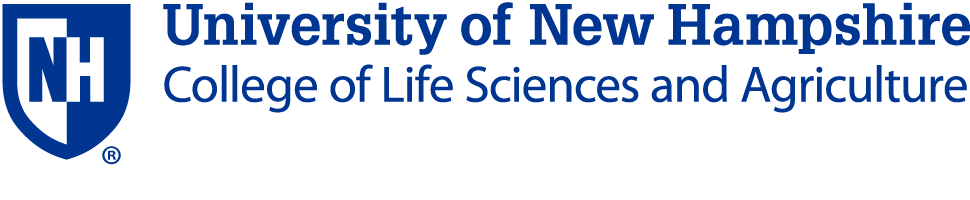 University of New Hampshire
College of Life Sciences and Agriculture
NH
®